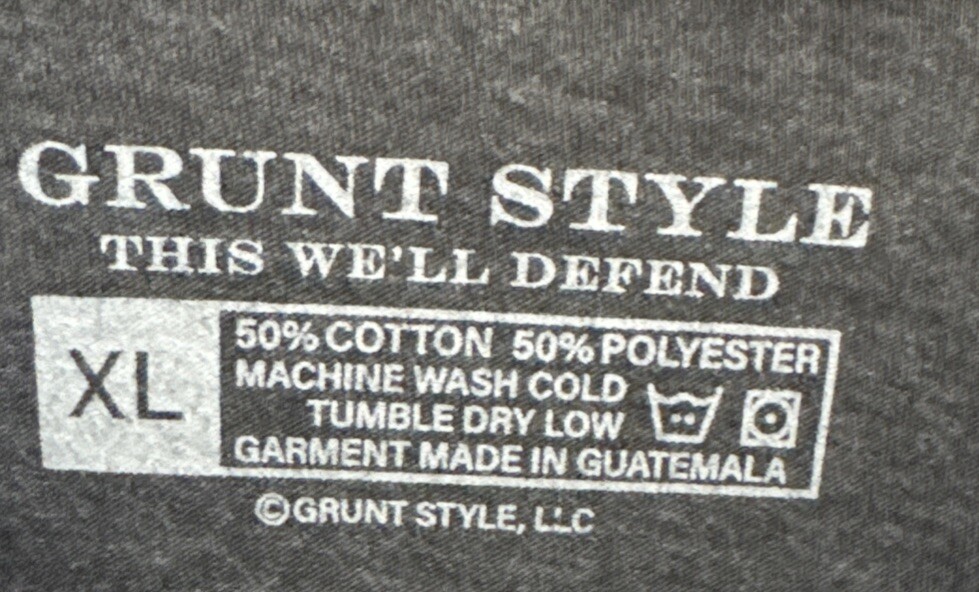 GRUNT STYLE
THIS WE'LL DEFEND
XL
50% COTTON 50% POLYESTER
MACHINE WASH COLD
TUMBLE DRY LOW
GARMENT MADE IN GUATEMALA
©GRUNT STYLE, LLC